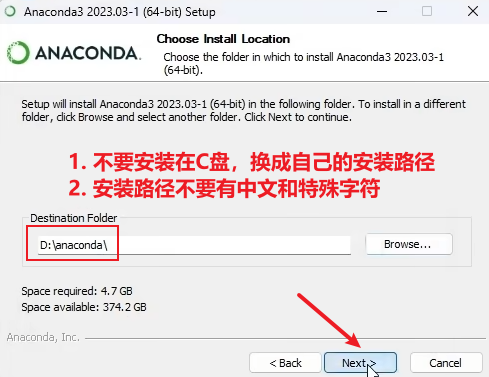 Anaconda3 2023.03-1 (64-bit) Setup
ANACONDA.
Choose Install Location
Choose the folder in which to install Anaconda3 2023.03-1
(64-bit).
Setup will install Anaconda3 2023.03-1 (64-bit) in the following folder. To install in a different
folder, click Browse and select another folder. Click Next to continue.
1. 不要安装在C盘，换成自己的安装路径
2. 安装路径不要有中文和特殊字符
Destination Folder
D:\anaconda\
Browse...
Space required: 4.7 GB
Space available: 374.2 GB
Anaconda, Inc.
< Back
Next >
Cancel